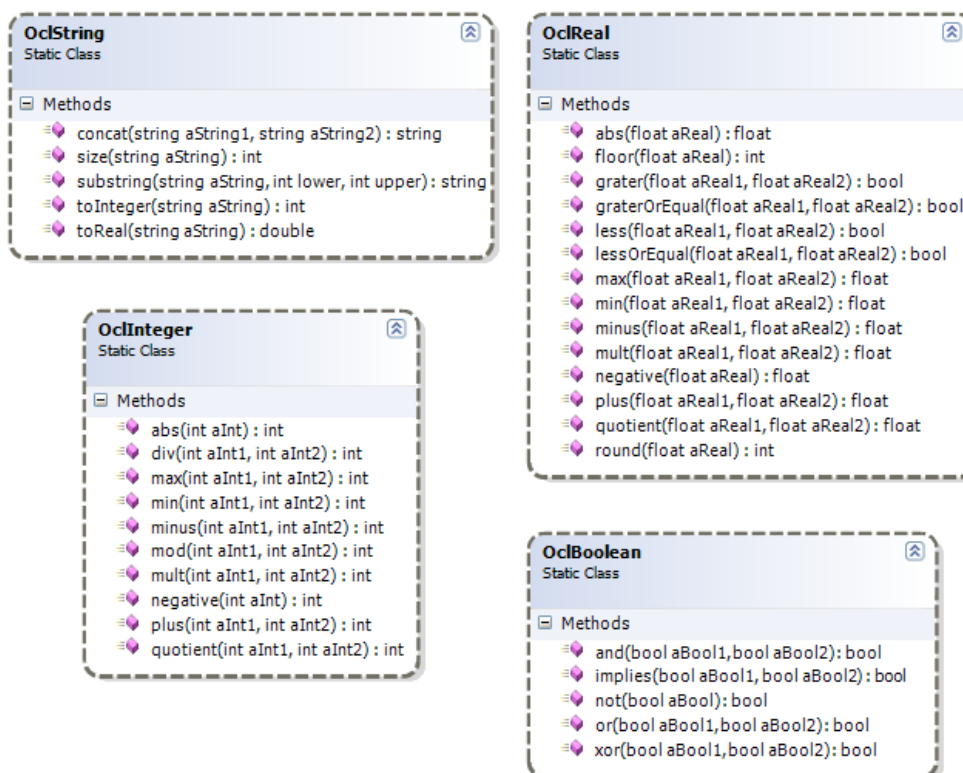 OclString
Static Class
Methods
concat(string aString1, string aString2) : string
size(string aString) : int
substring(string aString, int lower, int upper) : string
toInteger(string aString) : int
toReal(string aString) : double
OclReal
Static Class
Methods
abs(float aReal) : float
floor(float aReal) : int
grater(float aReal1, float aReal2) : bool
graterOrEqual(float aReal1, float aReal2) : bool
less(float aReal1, float aReal2) : bool
lessOrEqual(float aReal1, float aReal2) : bool
max(float aReal1, float aReal2) : float
min(float aReal1, float aReal2) : float
minus(float aReal1, float aReal2) : float
mult(float aReal1, float aReal2) : float
negative(float aReal) : float
plus(float aReal1, float aReal2) : float
quotient(float aReal1, float aReal2) : float
round(float aReal) : int
OclInteger
Static Class
Methods
abs(int aInt) : int
div(int aInt1, int aInt2) : int
max(int aInt1, int aInt2) : int
min(int aInt1, int aInt2) : int
minus(int aInt1, int aInt2) : int
mod(int aInt1, int aInt2) : int
mult(int aInt1, int aInt2) : int
negative(int aInt) : int
plus(int aInt1, int aInt2) : int
quotient(int aInt1, int aInt2) : int
OclBoolean
Static Class
Methods
and(bool aBool1,bool aBool2): bool
implies(bool aBool1, bool aBool2) : bool
not(bool aBool): bool
or(bool aBool1,bool aBool2): bool
xor(bool aBool1,bool aBool2): bool